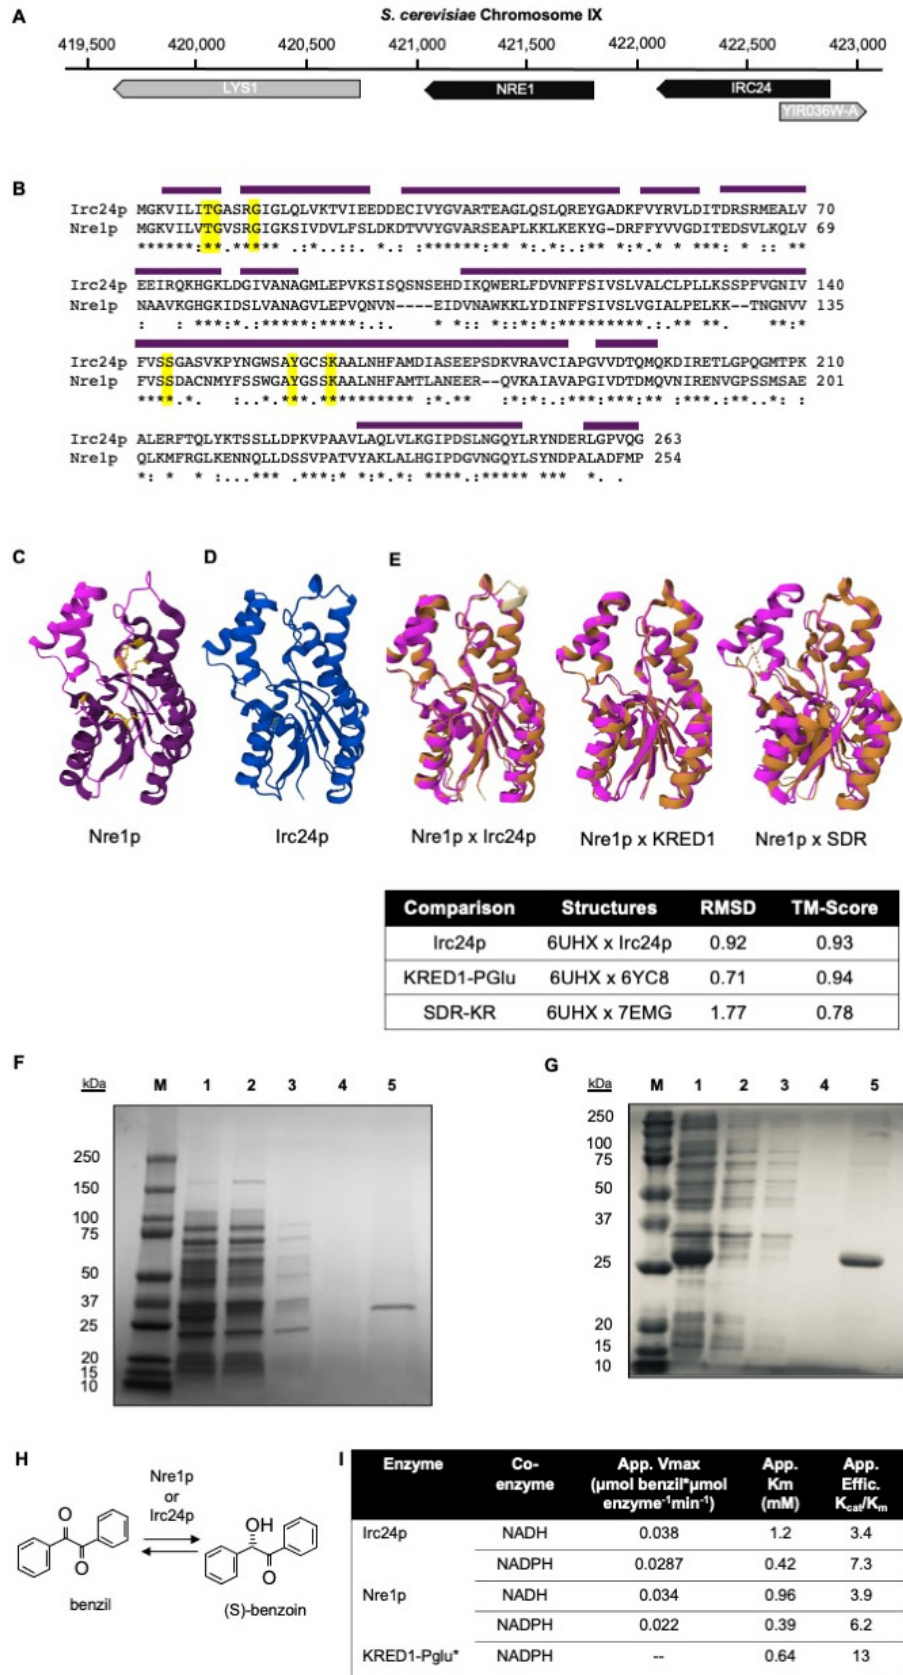 A
S. cerevisiae Chromosome IX
419,500 420,000 420,500 421,000 421,500 422,000 422,500 423,000
LYS1 NRE1 IRC24
YIR036W-A
B
Irc24p MGKVILITGASRGIGLQLVKTVIEEDDECIVYGVARTEAGLQSLQREYGADKFVYRVLDITDRSRMEALV 70
Nre1p MGKVILVTGVSRGIGKSIVDVLFSLDKDTVVYGVARSEAPLKKLKEKYG-DRFFYVVGDITEDSVLKQLV 69
Irc24p EEIRQKHGKLDGIVANAGMLEPVKSISQSNSEHDIKQWERLFDVNFFSIVSLVALCLPLLKSSPFVGNIV 140
Nre1p NAAVKGHGKIDSLVANAGVLEPVQNVN----EIDVNAWKKLYDINFFSIVSLVGIALPELKK--TNGNVV 135
Irc24p FVSSGASVKPYNGWSAYGCSKAALNHFAMDIASEEPSDKVRAVCIAPGVVDTQMQKDIRETLGPQGMTPK 210
Nre1p FVSSDACNMYFSSWGAYGSSKAALNHFAMTLANEER--QVKAIAVAPGIVDTDMQVNIRENVGPSSMSAE 201
Irc24p ALERFTQLYKTSSLLDPKVPAAVLAQLVLKGIPDSLNGQYLRYNDERLGPVQG 263
Nre1p QLKMFRGLKENNQLLDSSVPATVYAKLALHGIPDGVNGQYLSYNDPALADFMP 254
C D E
Nre1p Irc24p Nre1p x Irc24p Nre1p x KRED1 Nre1p x SDR
Comparison Structures RMSD TM-Score
Irc24p 6UHX x Irc24p 0.92 0.93
KRED1-PGlu 6UHX x 6YC8 0.71 0.94
SDR-KR 6UHX x 7EMG 1.77 0.78
F
kDa M 1 2 3 4 5
250
150
100
75
50
37
25
20
15
10
G
kDa M 1 2 3 4 5
250
100
75
50
37
25
20
15
10
H
Nre1p
or
Irc24p
O
O
benzil
OH
O
(S)-benzoin
I
Enzyme Co-enzyme App. Vmax (µmol benzil*µmol enzyme⁻¹min⁻¹) App. Km (mM) App. Effic. Kcat/Km
Irc24p NADH 0.038 1.2 3.4
NADPH 0.0287 0.42 7.3
Nre1p NADH 0.034 0.96 3.9
NADPH 0.022 0.39 6.2
KRED1-Pglu* NADPH -- 0.64 13